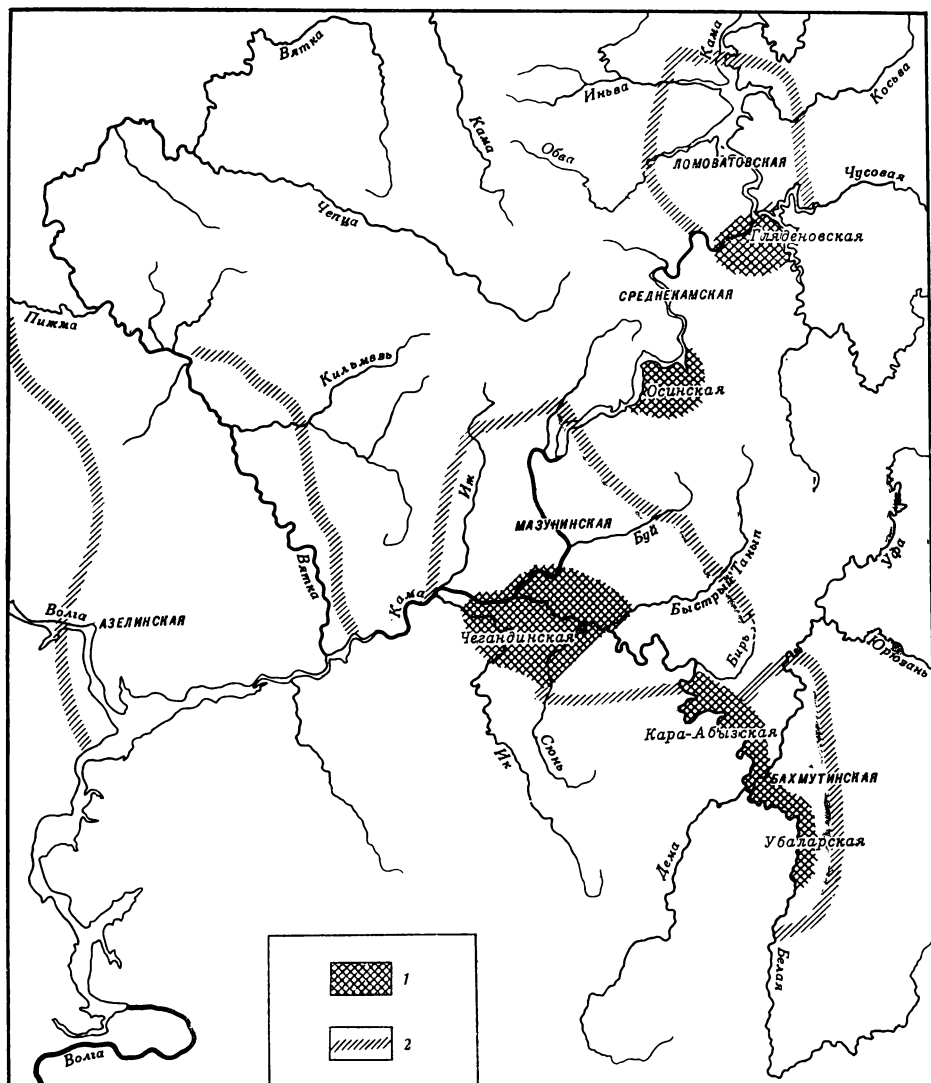 Вятка
Кама
Кама
Иньва
Косьва
Обва
ЛОМОВАТОВСКАЯ
Чусовая
Чепца
Гляденовская
СРЕДНЕКАМСКАЯ
Пижма
Кильмезь
Осинская
Иж
МАЗУНИНСКАЯ
Буй
Уфа
Вятка
Кама
Быстрый Танып
Волга
АЗЕЛИНСКАЯ
Чегандинская
Бирь
Юрюзань
Кара-Абызская
Ик
Сюнь
БАХМУТИНСКАЯ
Убаларская
Дема
Белая
1
2
Волга